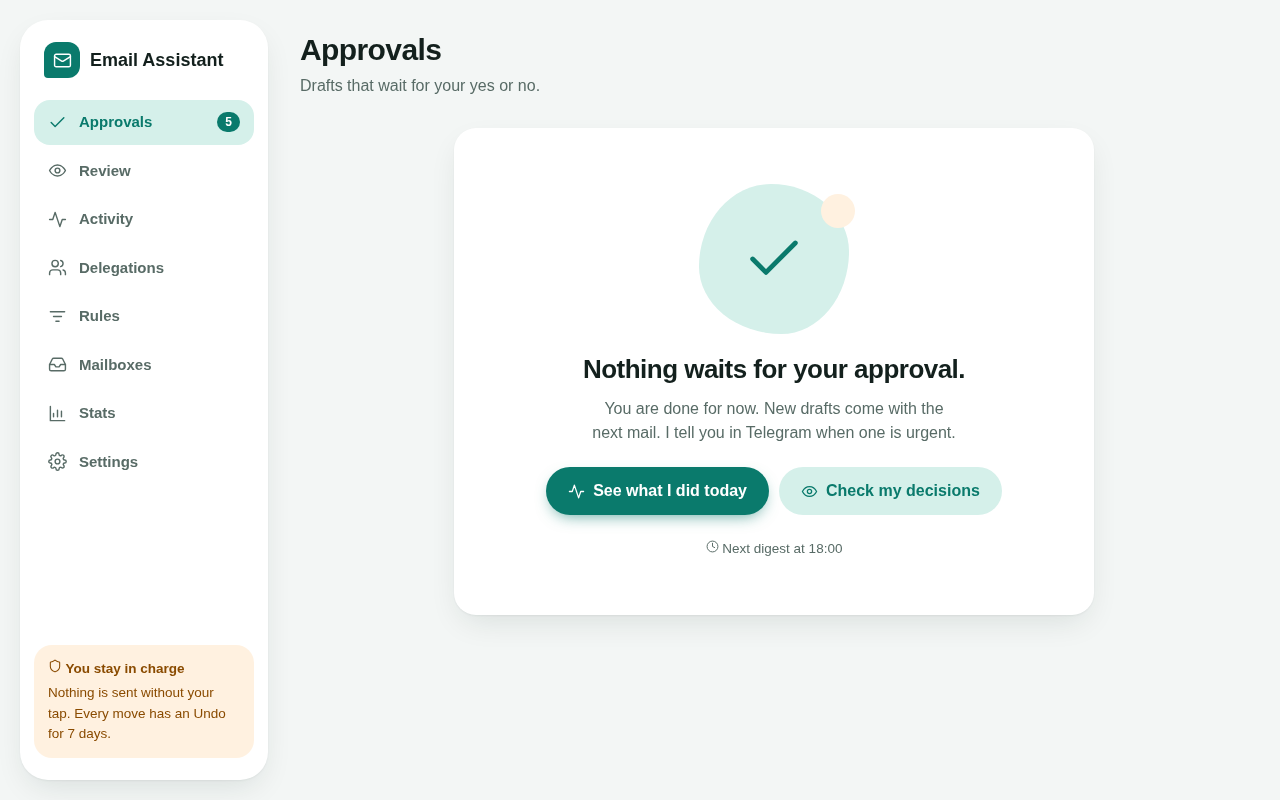 Email Assistant
Approvals 5
Review
Activity
Delegations
Rules
Mailboxes
Stats
Settings
You stay in charge
Nothing is sent without your
tap. Every move has an Undo
for 7 days.
Approvals
Drafts that wait for your yes or no.
Nothing waits for your approval.
You are done for now. New drafts come with the
next mail. I tell you in Telegram when one is urgent.
See what I did today
Check my decisions
Next digest at 18:00